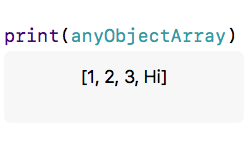 print(anyObjectArray)
[1, 2, 3, Hi]